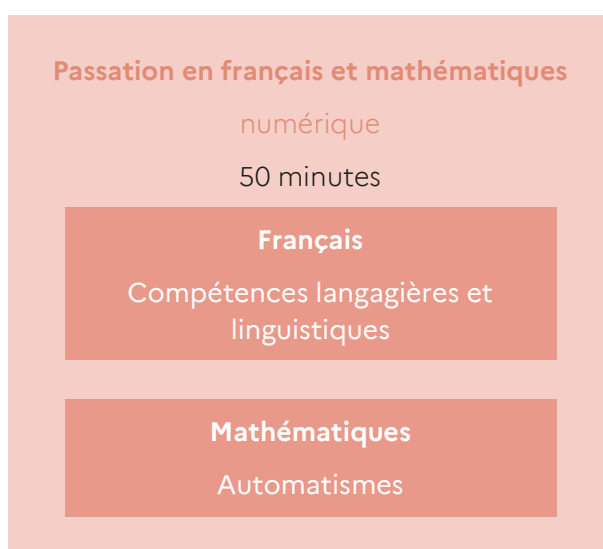 Passation en français et mathématiques
numérique
50 minutes
Français
Compétences langagières et
linguistiques
Mathématiques
Automatismes